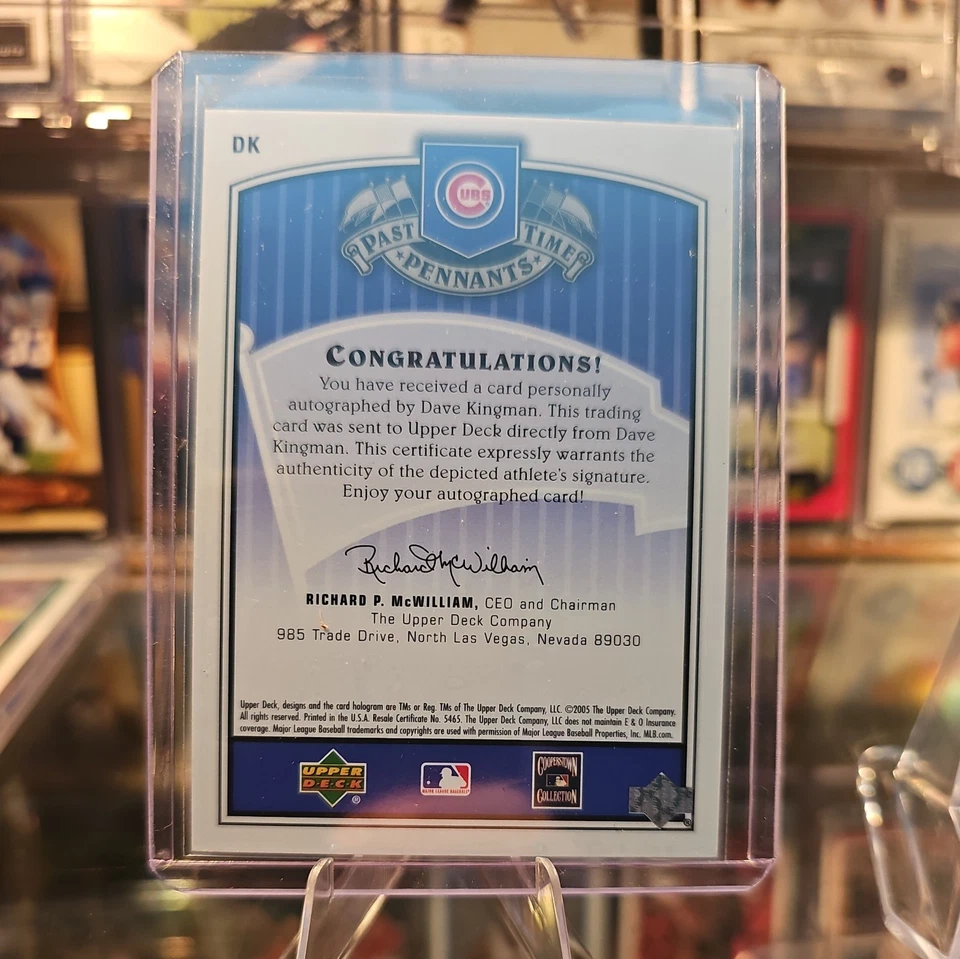 DK
CUBS
PAST TIME
PENNANTS
CONGRATULATIONS!
You have received a card personally
autographed by Dave Kingman. This trading
card was sent to Upper Deck directly from Dave
Kingman. This certificate expressly warrants the
authenticity of the depicted athlete's signature.
Enjoy your autographed card!
Richard McWilliam
RICHARD P. McWILLIAM, CEO and Chairman
The Upper Deck Company
985 Trade Drive, North Las Vegas, Nevada 89030
Upper Deck, designs and the card hologram are TMs or Reg. TMs of The Upper Deck Company, LLC. ©2005 The Upper Deck Company.
All rights reserved. Printed in the U.S.A. Resale Certificate No. 5465. The Upper Deck Company, LLC does not maintain E & O Insurance
coverage. Major League Baseball trademarks and copyrights are used with permission of Major League Baseball Properties, Inc. MLB.com.
UPPER
DECK®
MAJOR LEAGUE BASEBALL
COOPERSTOWN
COLLECTION